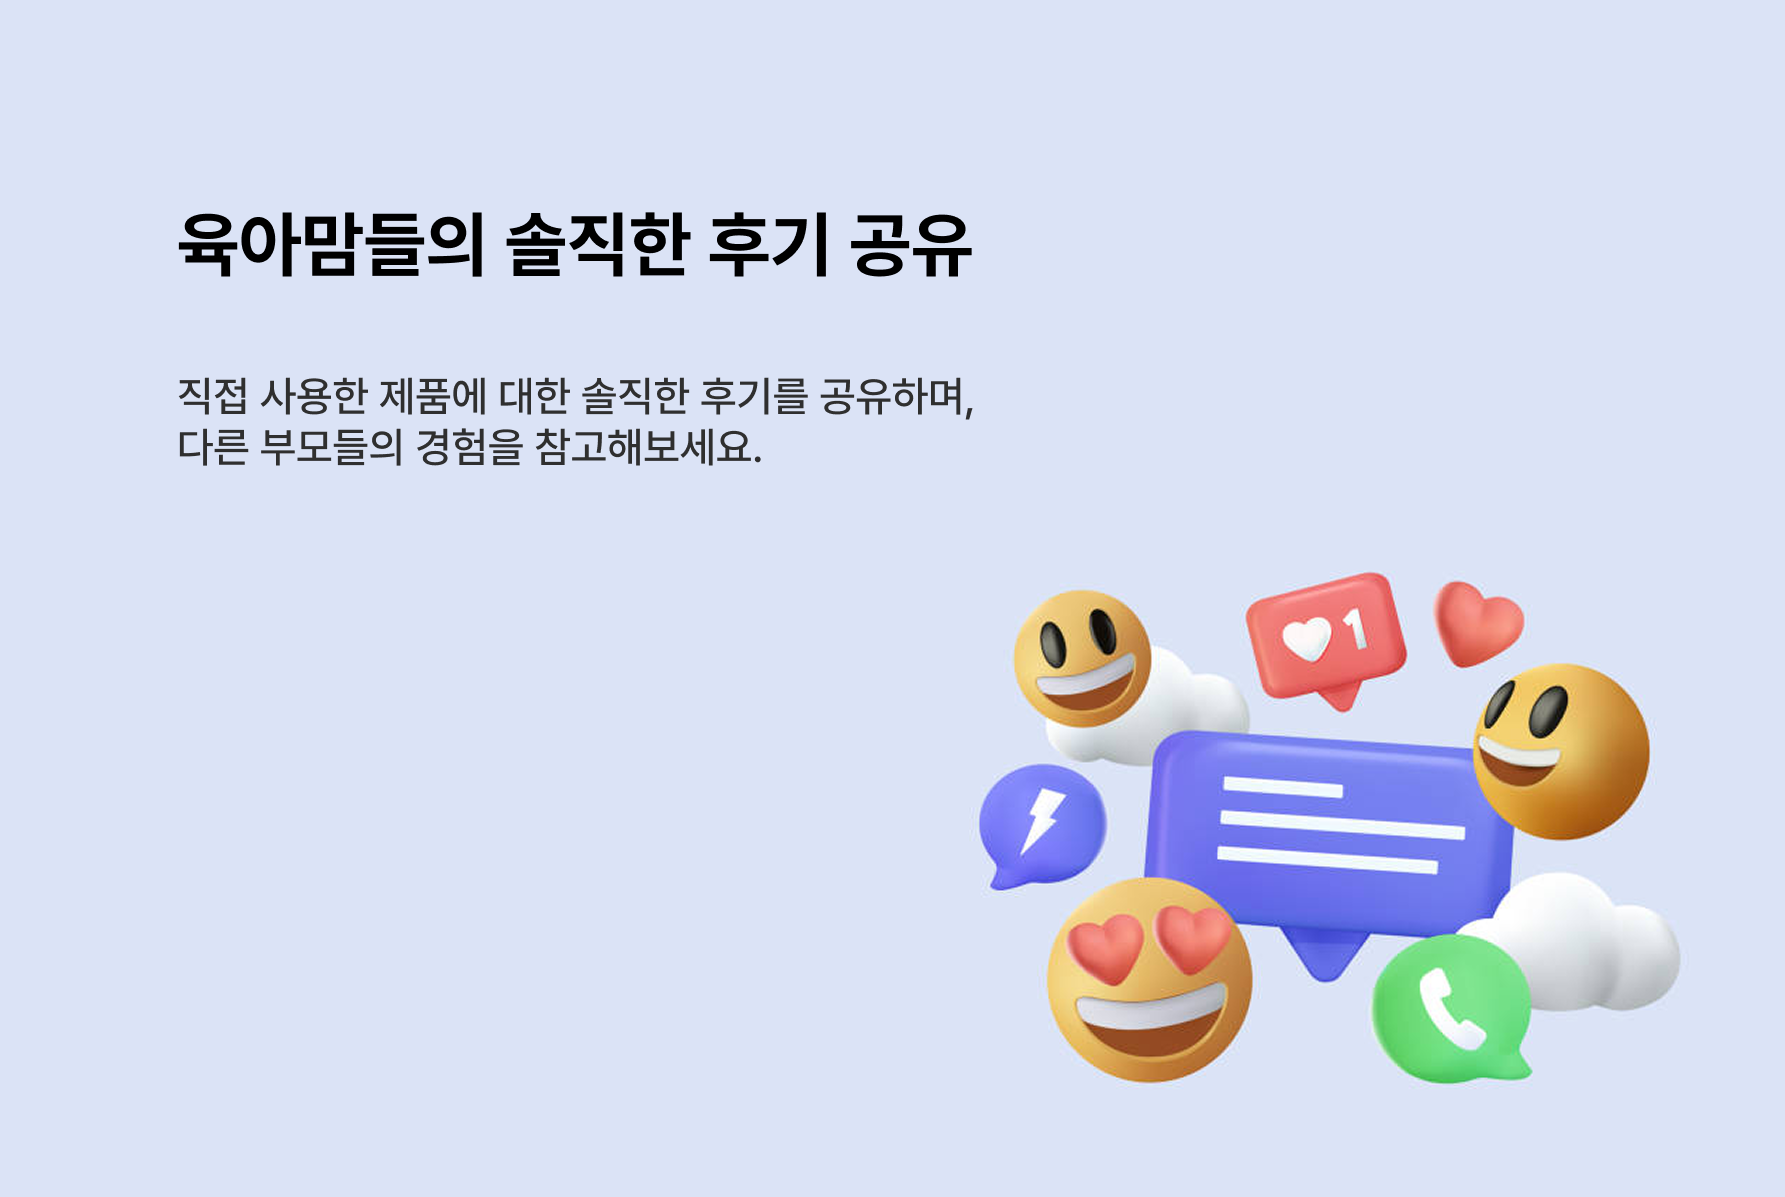 육아맘들의 솔직한 후기 공유
직접 사용한 제품에 대한 솔직한 후기를 공유하며,
다른 부모들의 경험을 참고해보세요.
1